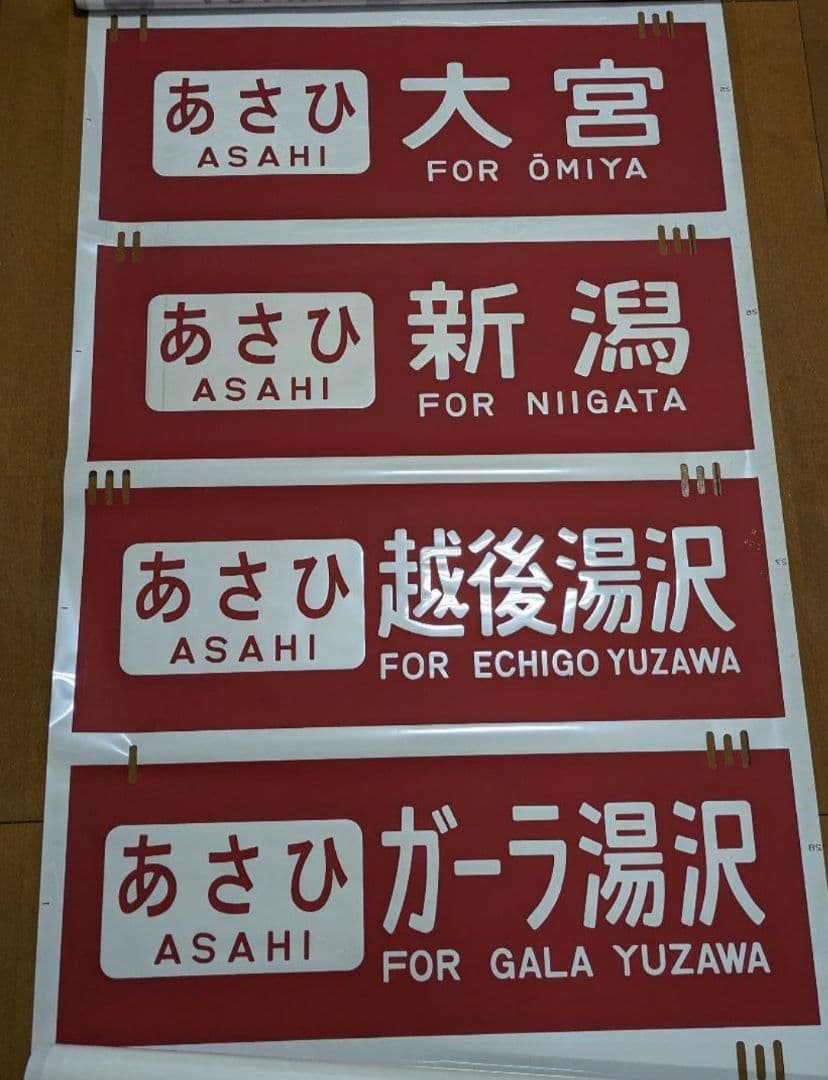 あさひ 大宮
ASAHI FOR ŌMIYA
あさひ 新潟
ASAHI FOR NIIGATA
あさひ 越後湯沢
ASAHI FOR ECHIGO YUZAWA
あさひ ガーラ湯沢
ASAHI FOR GALA YUZAWA